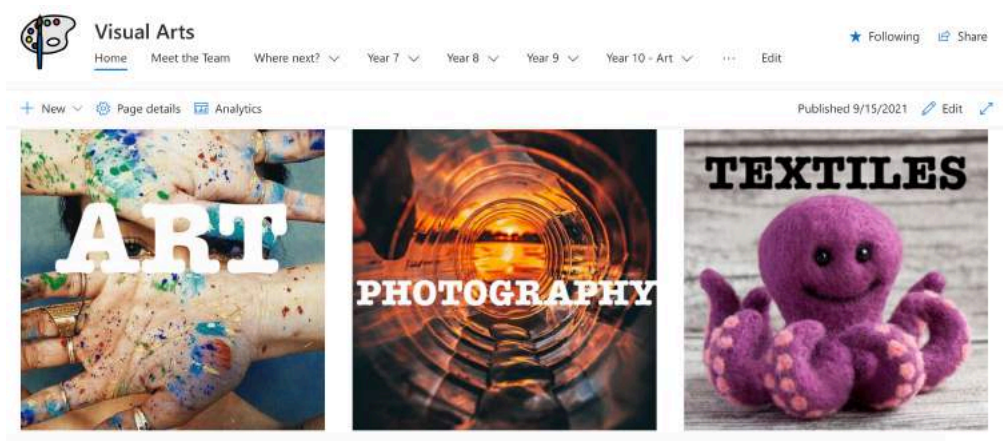 Visual Arts
Following Share
Home Meet the Team Where next? Year 7 Year 8 Year 9 Year 10 - Art ... Edit
+ New Page details Analytics Published 9/15/2021 Edit
ART
PHOTOGRAPHY
TEXTILES